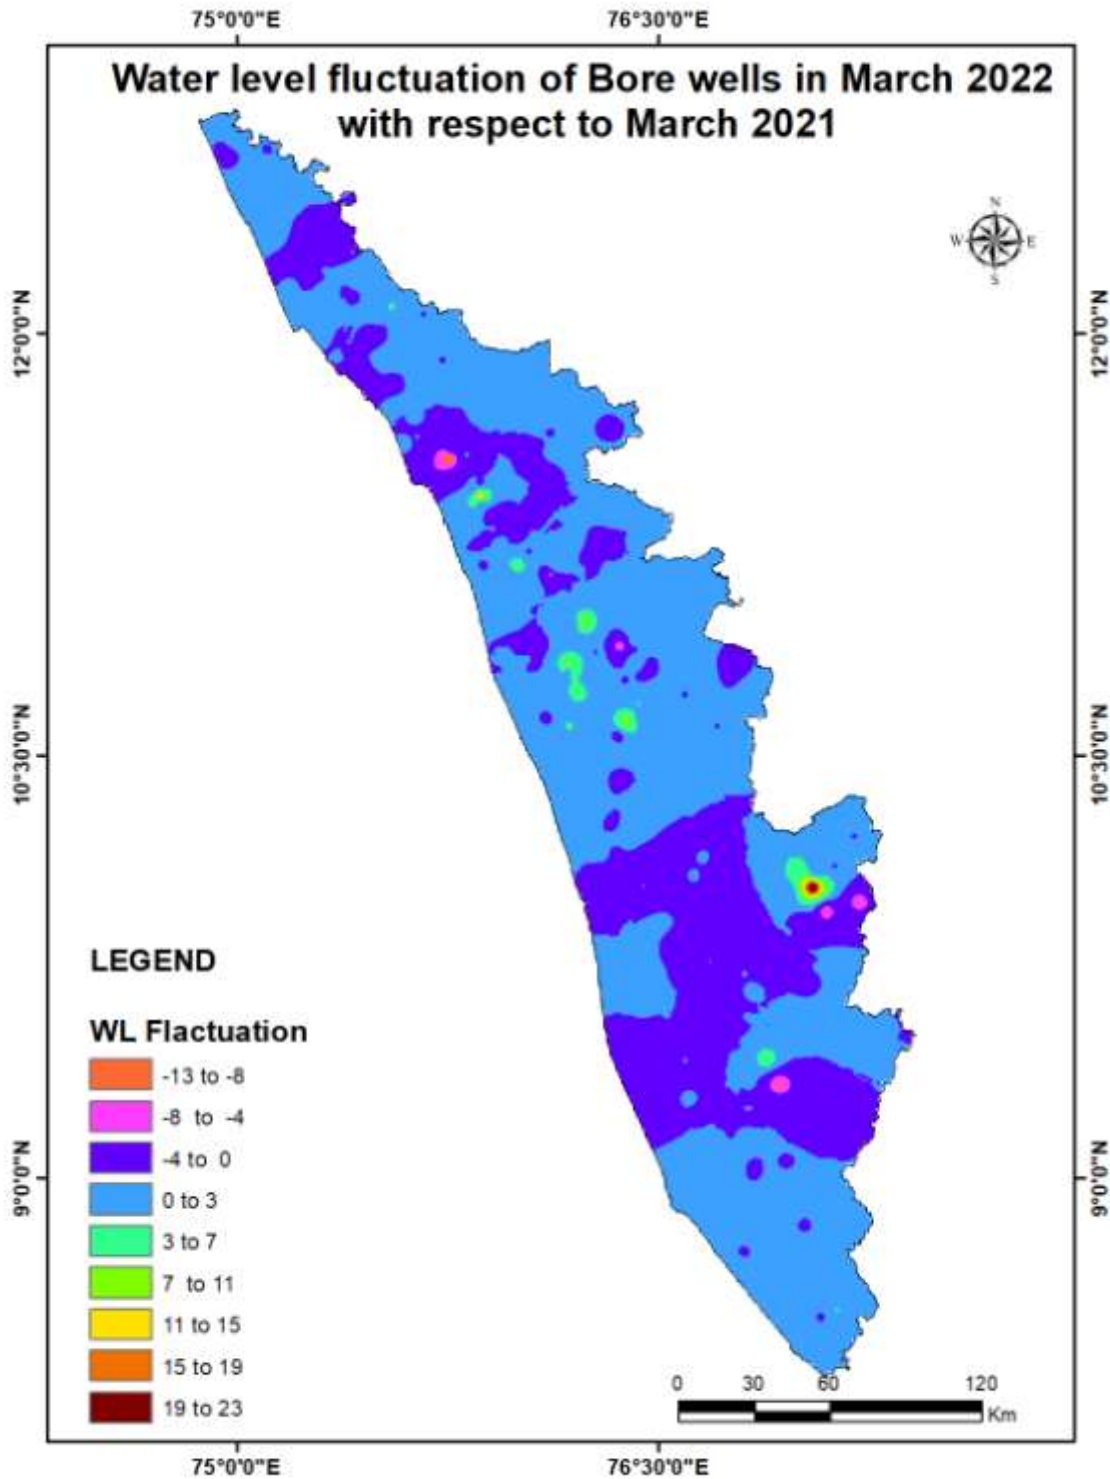 75°0'0"E 76°30'0"E
Water level fluctuation of Bore wells in March 2022
with respect to March 2021
N
W E
S
12°0'0"N 12°0'0"N
10°30'0"N 10°30'0"N
LEGEND
WL Flactuation
-13 to -8
-8 to -4
-4 to 0
0 to 3
3 to 7
7 to 11
11 to 15
15 to 19
19 to 23
9°0'0"N 9°0'0"N
0 30 60 120
Km
75°0'0"E 76°30'0"E